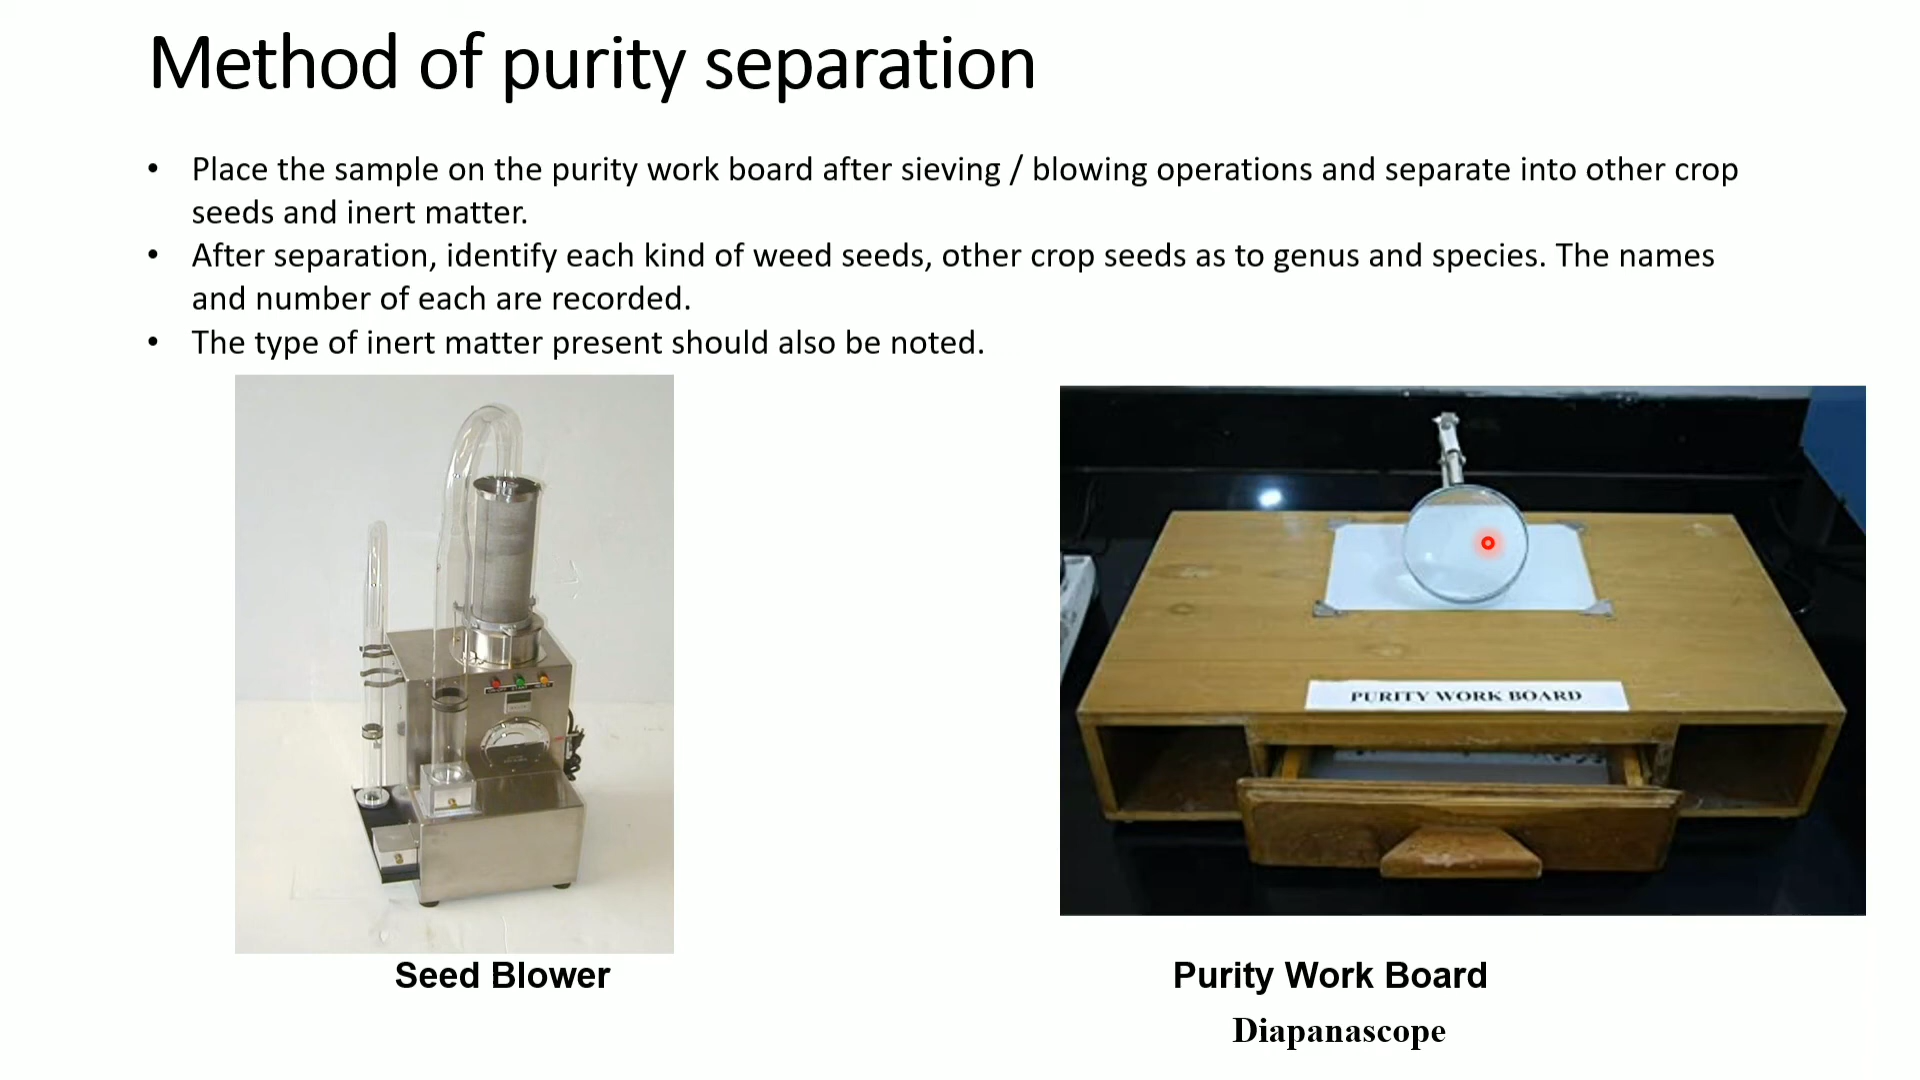 Method of purity separation
• Place the sample on the purity work board after sieving / blowing operations and separate into other crop
seeds and inert matter.
• After separation, identify each kind of weed seeds, other crop seeds as to genus and species. The names
and number of each are recorded.
• The type of inert matter present should also be noted.
PURITY WORK BOARD
Seed Blower
Purity Work Board
Diapanascope